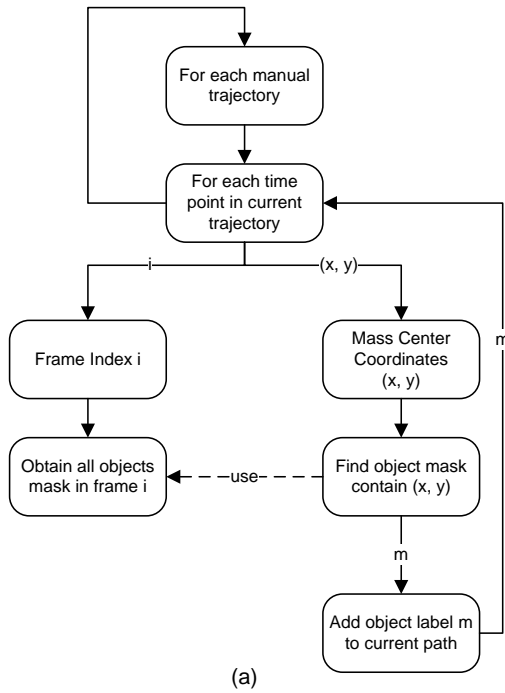 For each manual
trajectory
For each time
point in current
trajectory
i
(x, y)
Frame Index i
Mass Center
Coordinates
(x, y)
m
Obtain all objects
mask in frame i
use
Find object mask
contain (x, y)
m
Add object label m
to current path
(a)